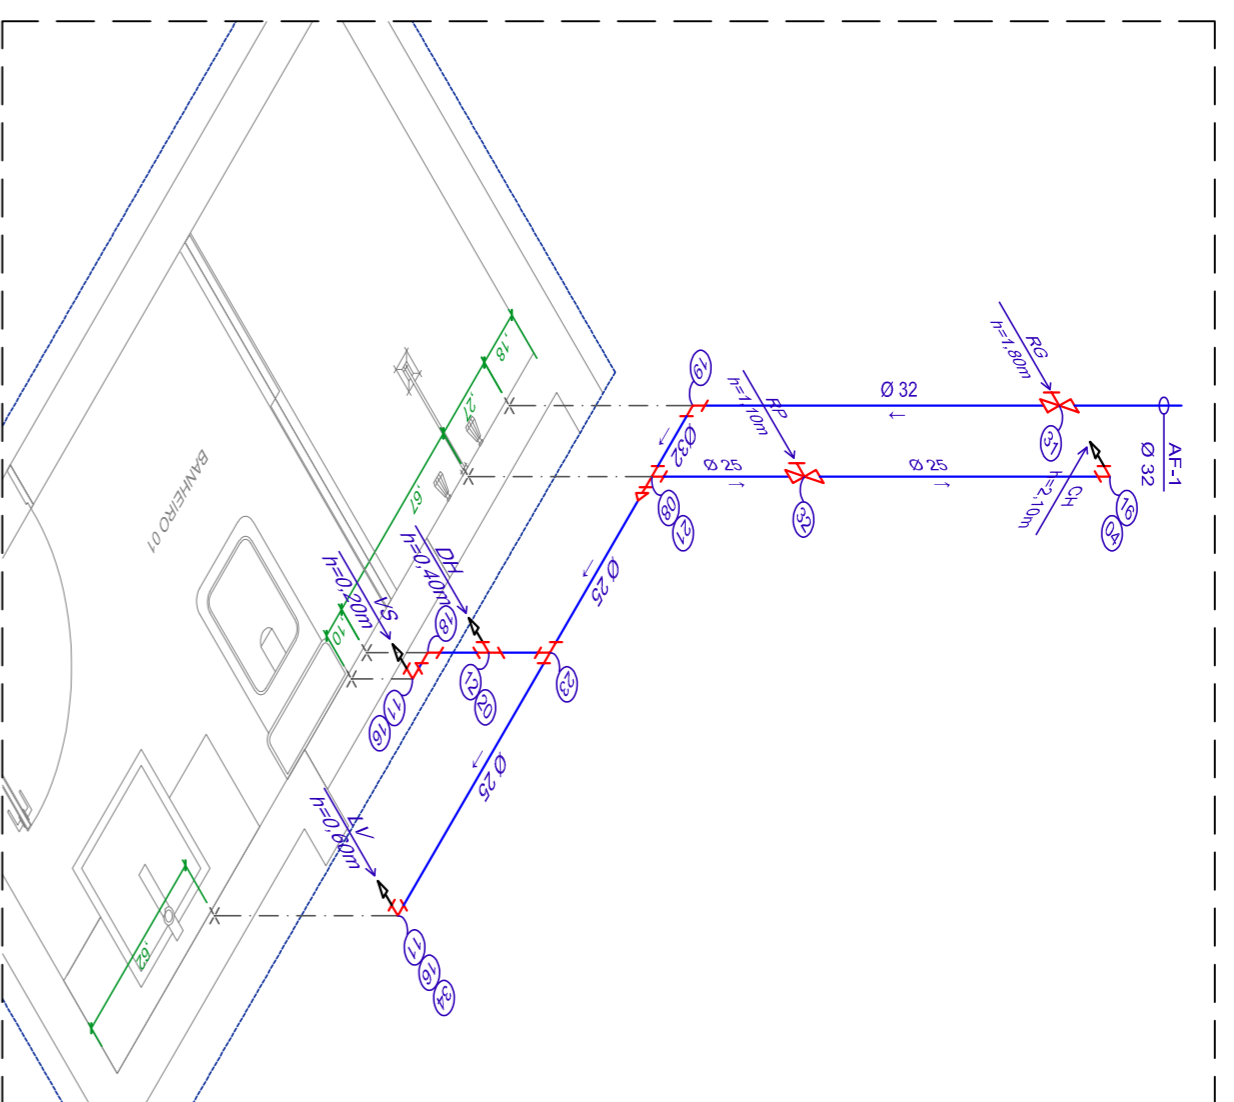 AF-1
Ø 32
RG
h=1,80m
31
Ø 32
←
CH
h=2,10m
16
04
RP
h=1,10m
32
Ø 25
→
Ø 25
→
19
Ø32
←
08
21
Ø 25
←
23
DH
h=0,40m
12
20
VS
h=0,20m
18
11
16
Ø 25
←
LV
h=0,60m
11
16
34
,18
,27
,67
,10
,62
BANHEIRO 01